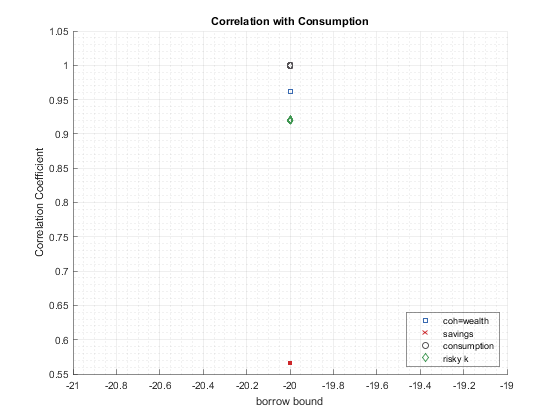 Correlation with Consumption
1.05
1
0.95
0.9
0.85
0.8
0.75
0.7
0.65
0.6
0.55
Correlation Coefficient
coh=wealth
savings
consumption
risky k
-21 -20.8 -20.6 -20.4 -20.2 -20 -19.8 -19.6 -19.4 -19.2 -19
borrow bound